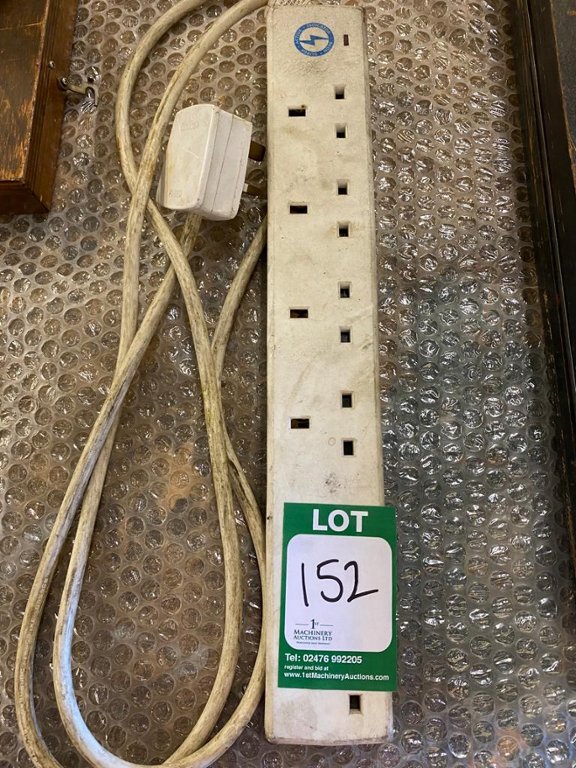 LOT
152
1ST
MACHINERY
AUCTIONS LTD
Tel: 02476 992205
register and bid at
www.1stMachineryAuctions.com